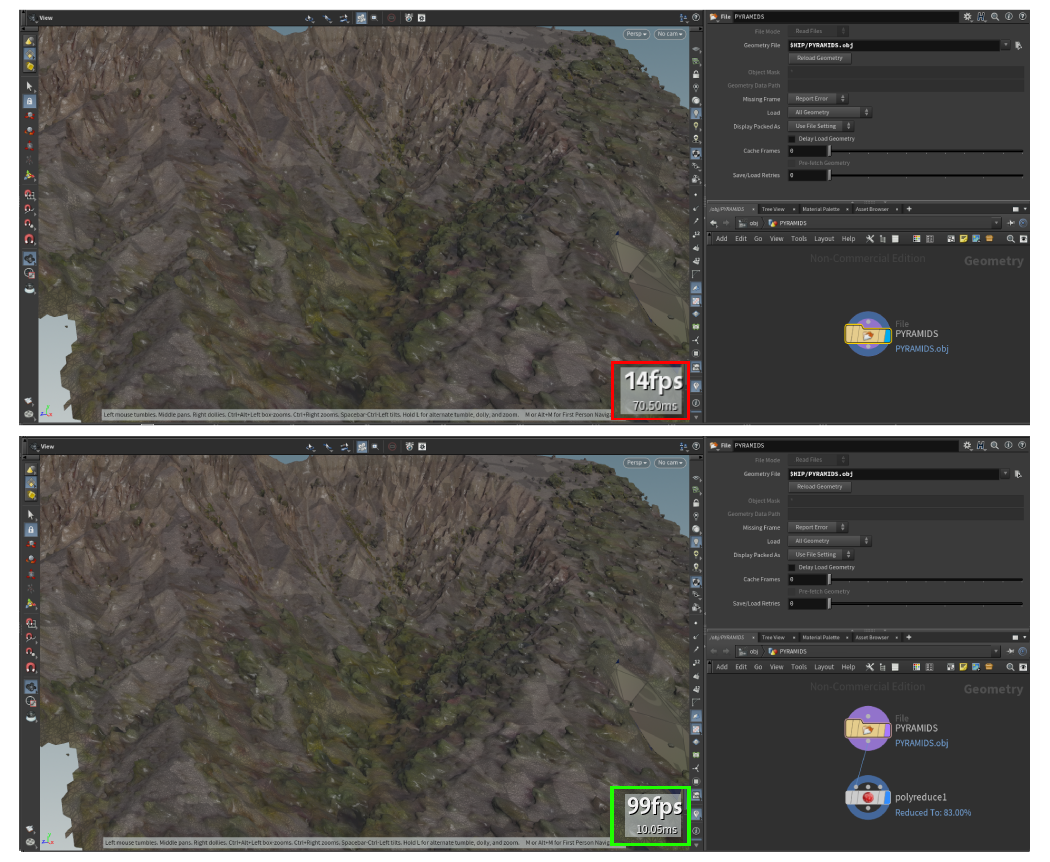 View
Persp
No cam
14fps
70.50ms
Left mouse tumbles. Middle pans. Right dollies. Ctrl+Alt+Left box-zooms. Ctrl+Right zooms. Spacebar-Ctrl-Left tilts. Hold L for alternate tumble, dolly, and zoom. M or Alt+M for First Person Navig
File PYRAMIDS
File Mode Read Files
Geometry File $HIP/PYRAMIDS.obj
Reload Geometry
Object Mask *
Geometry Data Path
Missing Frame Report Error
Load All Geometry
Display Packed As Use File Setting
Delay Load Geometry
Cache Frames 0
Pre-fetch Geometry
Save/Load Retries 0
/obj/PYRAMIDS × Tree View × Material Palette × Asset Browser × +
obj PYRAMIDS
Add Edit Go View Tools Layout Help
Non-Commercial Edition Geometry
File
PYRAMIDS
PYRAMIDS.obj
View
Persp
No cam
99fps
10.05ms
Left mouse tumbles. Middle pans. Right dollies. Ctrl+Alt+Left box-zooms. Ctrl+Right zooms. Spacebar-Ctrl-Left tilts. Hold L for alternate tumble, dolly, and zoom. M or Alt+M for First Person Navig
File PYRAMIDS
File Mode Read Files
Geometry File $HIP/PYRAMIDS.obj
Reload Geometry
Object Mask *
Geometry Data Path
Missing Frame Report Error
Load All Geometry
Display Packed As Use File Setting
Delay Load Geometry
Cache Frames 0
Pre-fetch Geometry
Save/Load Retries 0
/obj/PYRAMIDS × Tree View × Material Palette × Asset Browser × +
obj PYRAMIDS
Add Edit Go View Tools Layout Help
Non-Commercial Edition Geometry
File
PYRAMIDS
PYRAMIDS.obj
polyreduce1
Reduced To: 83.00%